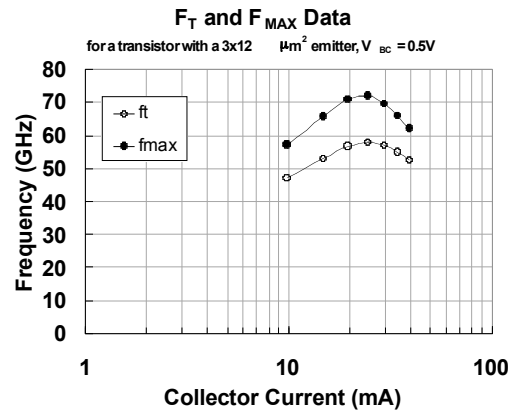 F_T and F_MAX Data
for a transistor with a 3x12 μm² emitter, V_BC = 0.5V
80
70
60
50
40
30
20
10
0
ft
fmax
Frequency (GHz)
1 10 100
Collector Current (mA)